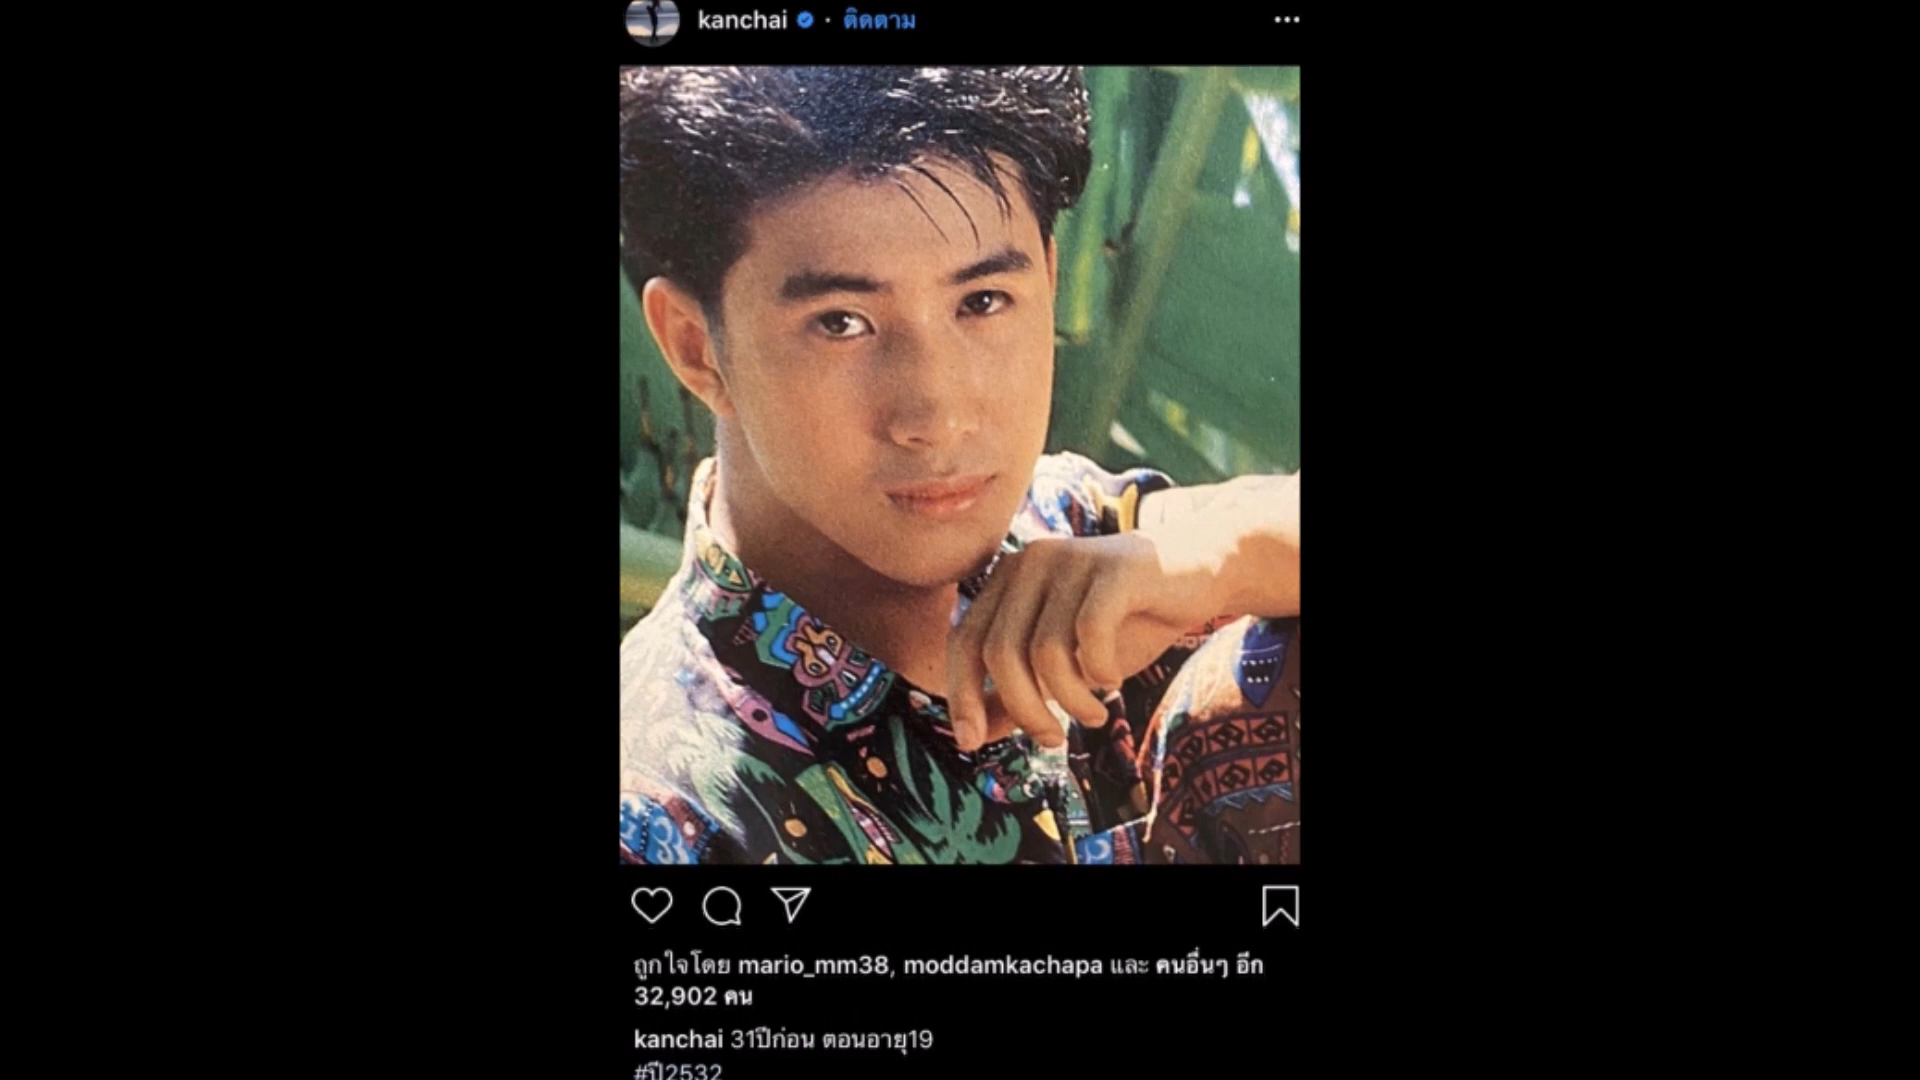 kanchai · ติดตาม
ถูกใจโดย mario_mm38, moddamkachapa และ คนอื่นๆ อีก
32,902 คน
kanchai 31ปีก่อน ตอนอายุ19
#ปี2532